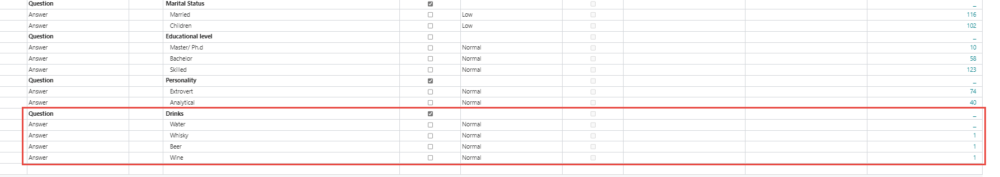 Question Marital Status _
Answer Married Low 116
Answer Children Low 102
Question Educational level _
Answer Master/ Ph.d Normal 10
Answer Bachelor Normal 58
Answer Skilled Normal 123
Question Personality _
Answer Extrovert Normal 74
Answer Analytical Normal 40
Question Drinks _
Answer Water Normal _
Answer Whisky Normal 1
Answer Beer Normal 1
Answer Wine Normal 1